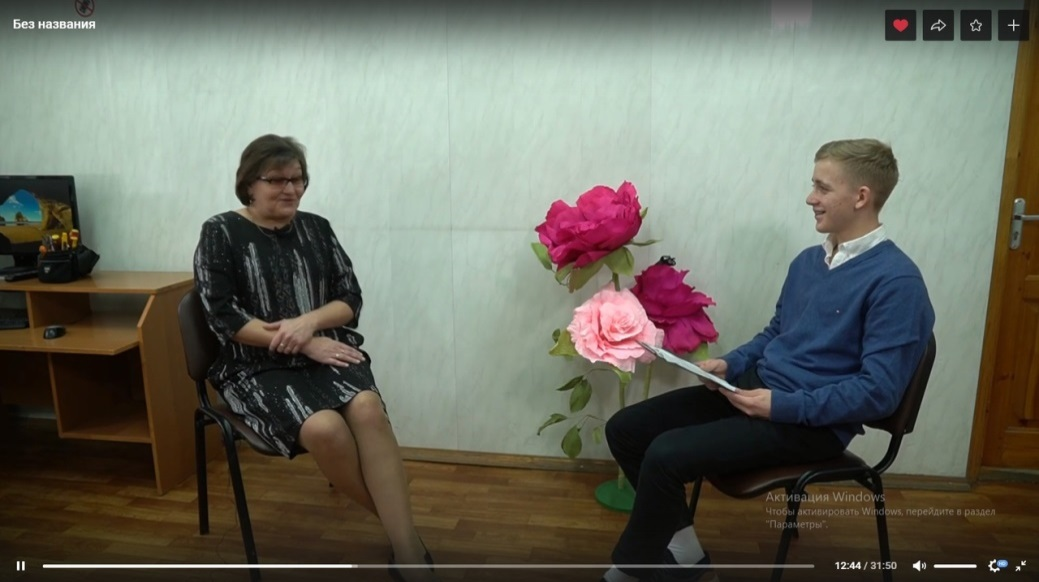 Без названия
Активация Windows
Чтобы активировать Windows, перейдите в раздел
"Параметры".
12:44 / 31:50